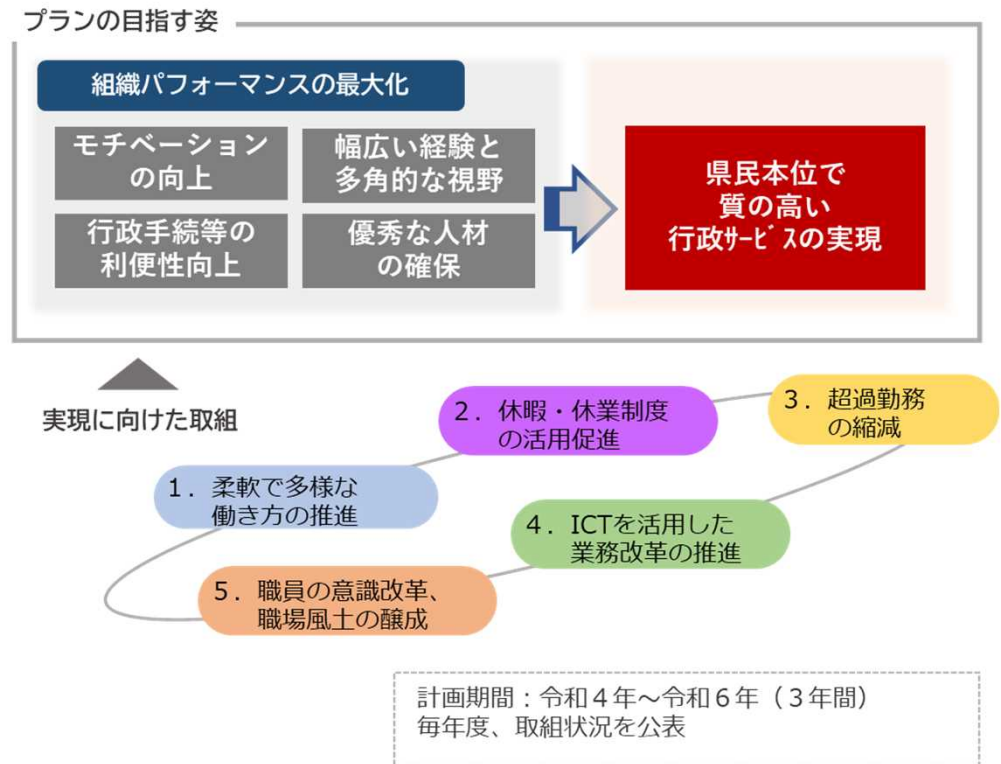 プランの目指す姿
組織パフォーマンスの最大化
モチベーション
の向上
幅広い経験と
多角的な視野
行政手続等の
利便性向上
優秀な人材
の確保
県民本位で
質の高い
行政ｻｰﾋﾞｽの実現
実現に向けた取組
1．柔軟で多様な
働き方の推進
2．休暇・休業制度
の活用促進
3．超過勤務
の縮減
4．ICTを活用した
業務改革の推進
5．職員の意識改革、
職場風土の醸成
計画期間：令和４年～令和６年（３年間）
毎年度、取組状況を公表